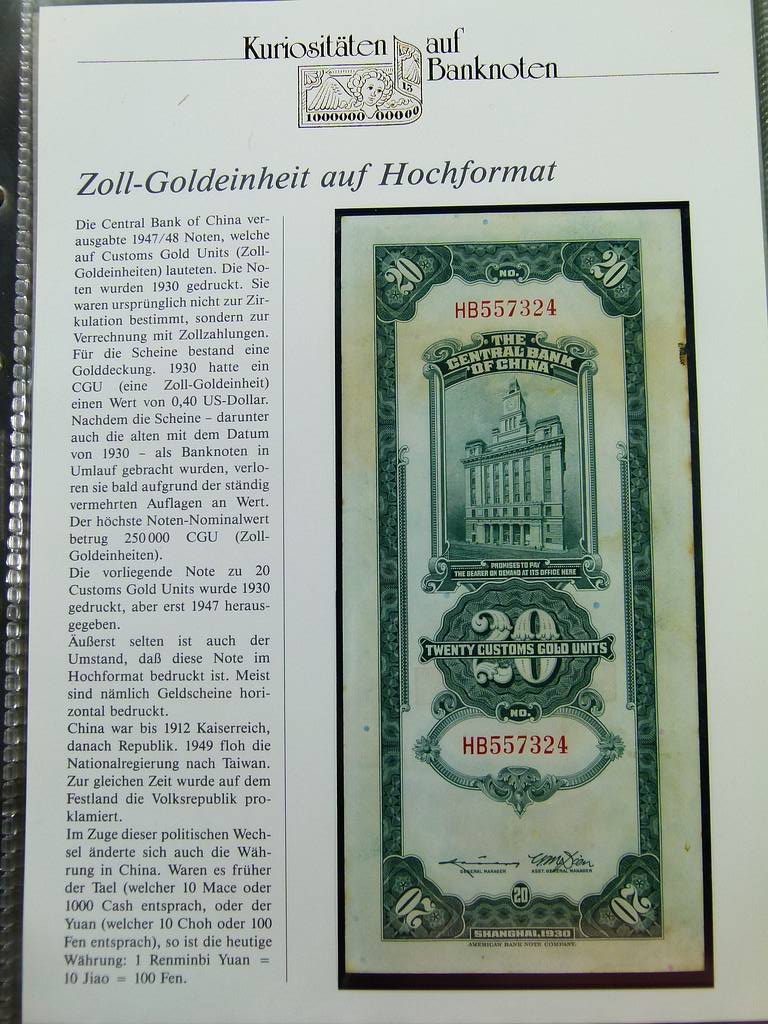 Kuriositäten auf
Banknoten
13
1000000 00000
Zoll-Goldeinheit auf Hochformat
Die Central Bank of China ver-
ausgabte 1947/48 Noten, welche
auf Customs Gold Units (Zoll-
Goldeinheiten) lauteten. Die No-
ten wurden 1930 gedruckt. Sie
waren ursprünglich nicht zur Zir-
kulation bestimmt, sondern zur
Verrechnung mit Zollzahlungen.
Für die Scheine bestand eine
Golddeckung. 1930 hatte ein
CGU (eine Zoll-Goldeinheit)
einen Wert von 0,40 US-Dollar.
Nachdem die Scheine – darunter
auch die alten mit dem Datum
von 1930 – als Banknoten in
Umlauf gebracht wurden, verlo-
ren sie bald aufgrund der ständig
vermehrten Auflagen an Wert.
Der höchste Noten-Nominalwert
betrug 250000 CGU (Zoll-
Goldeinheiten).
Die vorliegende Note zu 20
Customs Gold Units wurde 1930
gedruckt, aber erst 1947 heraus-
gegeben.
Äußerst selten ist auch der
Umstand, daß diese Note im
Hochformat bedruckt ist. Meist
sind nämlich Geldscheine hori-
zontal bedruckt.
China war bis 1912 Kaiserreich,
danach Republik. 1949 floh die
Nationalregierung nach Taiwan.
Zur gleichen Zeit wurde auf dem
Festland die Volksrepublik pro-
klamiert.
Im Zuge dieser politischen Wech-
sel änderte sich auch die Wäh-
rung in China. Waren es früher
der Tael (welcher 10 Mace oder
1000 Cash entsprach, oder der
Yuan (welcher 10 Choh oder 100
Fen entsprach), so ist die heutige
Währung: 1 Renminbi Yuan =
10 Jiao = 100 Fen.
20 NO. 20
HB557324
THE
CENTRAL BANK
OF CHINA
PROMISES TO PAY
THE BEARER ON DEMAND AT ITS OFFICE HERE
20
TWENTY CUSTOMS GOLD UNITS
NO.
HB557324
GENERAL MANAGER ASST. GENERAL MANAGER
20 20 20
SHANGHAI, 1930
AMERICAN BANK NOTE COMPANY.